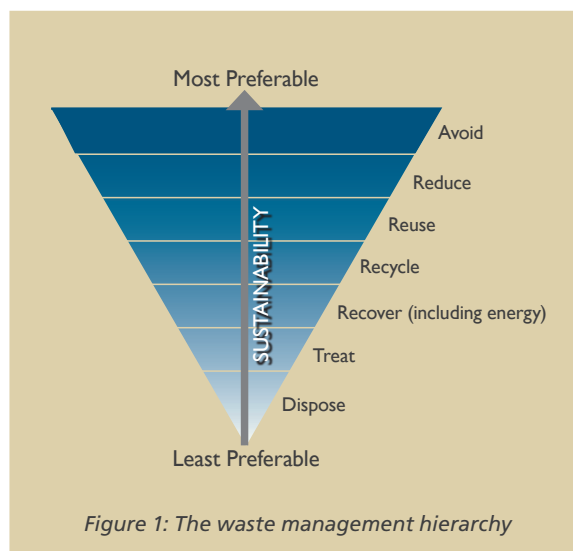 Most Preferable
Avoid
Reduce
Reuse
Recycle
Recover (including energy)
Treat
Dispose
SUSTAINABILITY
Least Preferable
Figure 1: The waste management hierarchy